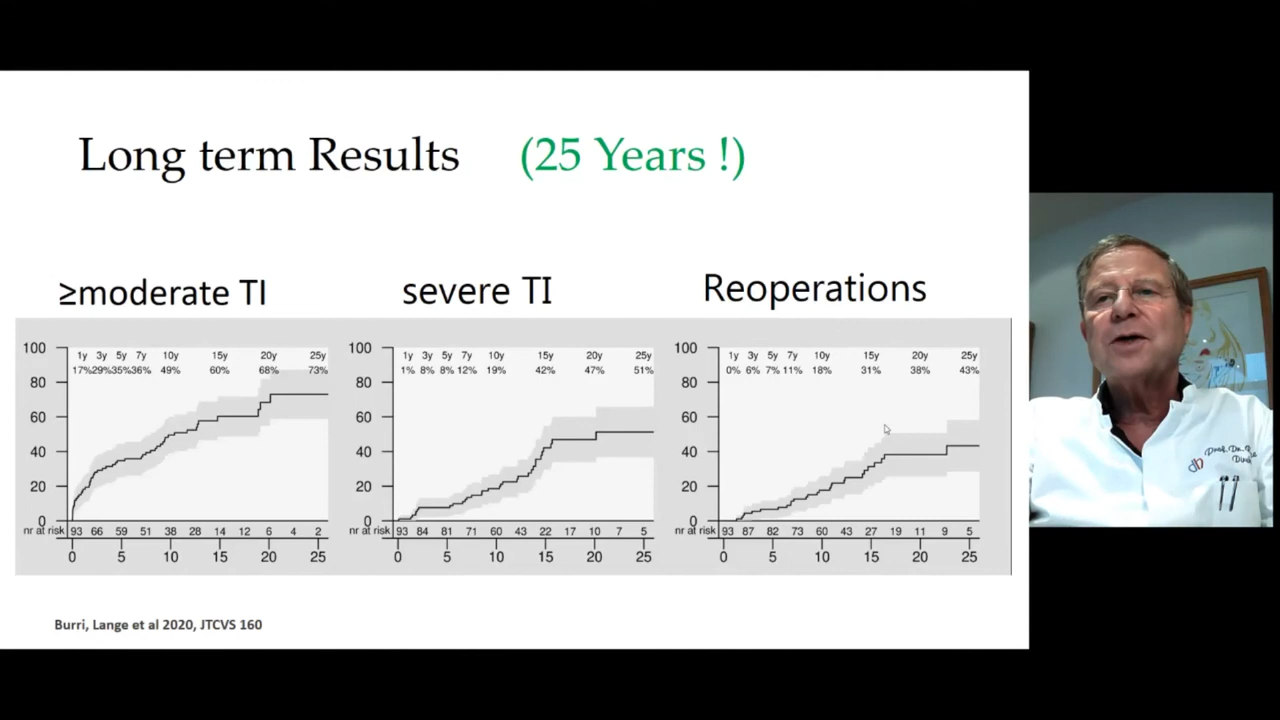 Long term Results (25 Years !)
≥moderate TI
severe TI
Reoperations
100
80
60
40
20
0
1y 3y 5y 7y 10y 15y 20y 25y
17% 29% 35% 36% 49% 60% 68% 73%
nr at risk 93 66 59 51 38 28 14 12 6 4 2
0 5 10 15 20 25
100
80
60
40
20
0
1y 3y 5y 7y 10y 15y 20y 25y
1% 8% 8% 12% 19% 42% 47% 51%
nr at risk 93 84 81 71 60 43 22 17 10 7 5
0 5 10 15 20 25
100
80
60
40
20
0
1y 3y 5y 7y 10y 15y 20y 25y
0% 6% 7% 11% 18% 31% 38% 43%
nr at risk 93 87 82 73 60 43 27 19 11 9 5
0 5 10 15 20 25
Burri, Lange et al 2020, JTCVS 160
Prof. Dr.